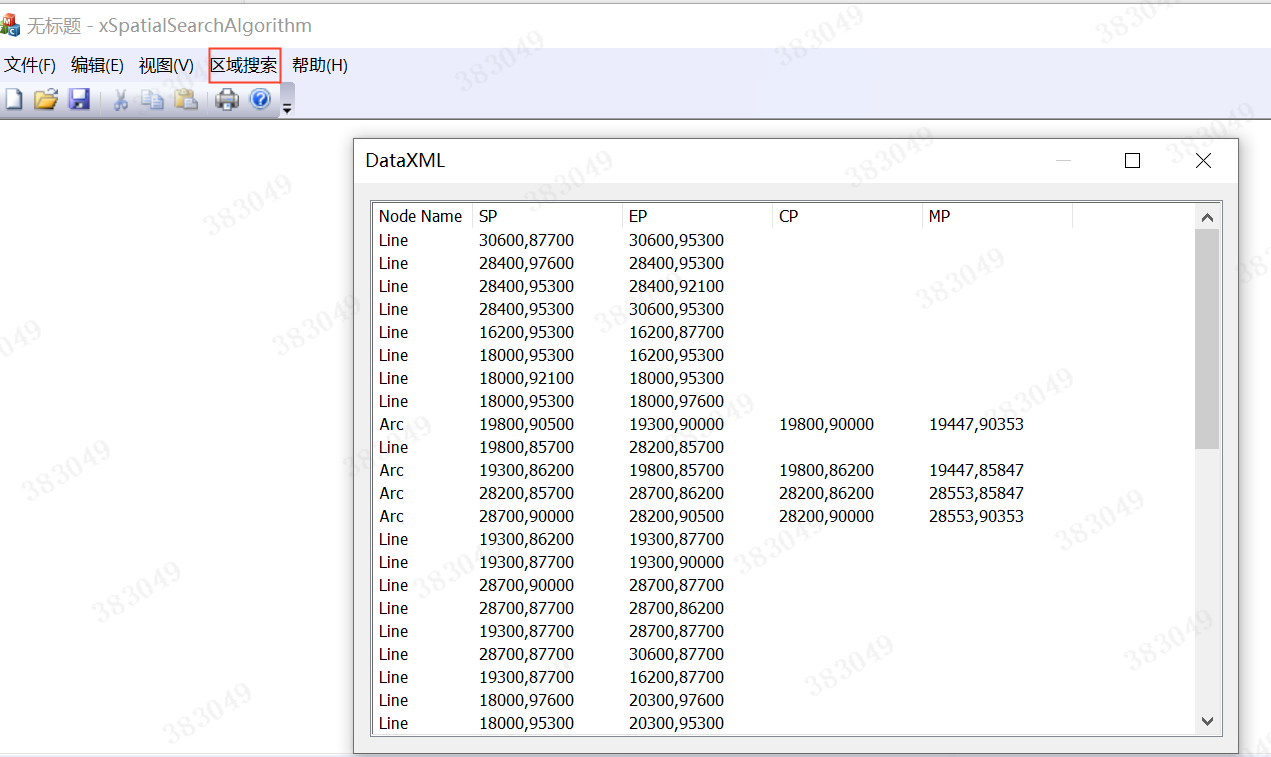 无标题 - xSpatialSearchAlgorithm
文件(F) 编辑(E) 视图(V) 区域搜索 帮助(H)
DataXML
Node Name SP EP CP MP
Line 30600,87700 30600,95300
Line 28400,97600 28400,95300
Line 28400,95300 28400,92100
Line 28400,95300 30600,95300
Line 16200,95300 16200,87700
Line 18000,95300 16200,95300
Line 18000,92100 18000,95300
Line 18000,95300 18000,97600
Arc 19800,90500 19300,90000 19800,90000 19447,90353
Line 19800,85700 28200,85700
Arc 19300,86200 19800,85700 19800,86200 19447,85847
Arc 28200,85700 28700,86200 28200,86200 28553,85847
Arc 28700,90000 28200,90500 28200,90000 28553,90353
Line 19300,86200 19300,87700
Line 19300,87700 19300,90000
Line 28700,90000 28700,87700
Line 28700,87700 28700,86200
Line 19300,87700 28700,87700
Line 28700,87700 30600,87700
Line 19300,87700 16200,87700
Line 18000,97600 20300,97600
Line 18000,95300 20300,95300
383049